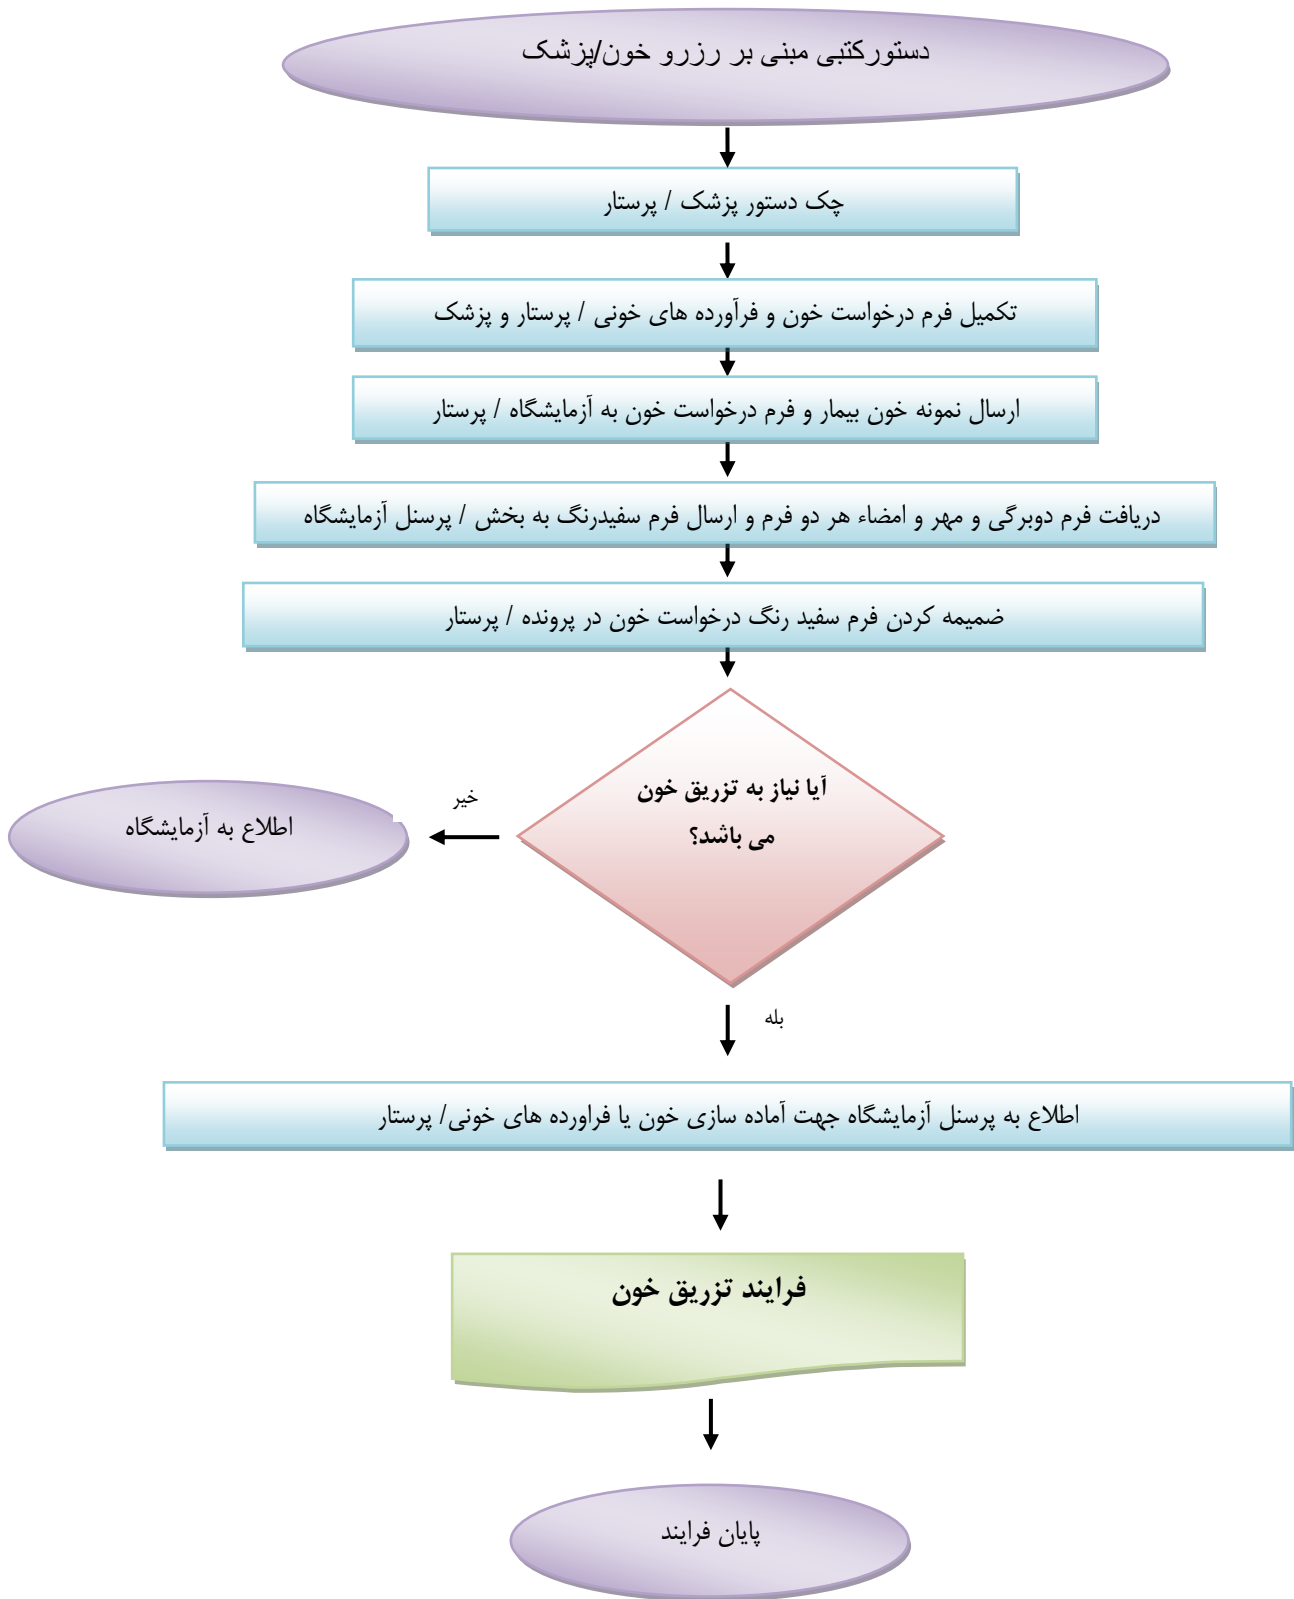 دستورکتبی مبنی بر رزرو خون/پزشک
چک دستور پزشک / پرستار
تکمیل فرم درخواست خون و فرآورده های خونی / پرستار و پزشک
ارسال نمونه خون بیمار و فرم درخواست خون به آزمایشگاه / پرستار
دریافت فرم دوبرگی و مهر و امضاء هر دو فرم و ارسال فرم سفیدرنگ به بخش / پرسنل آزمایشگاه
ضمیمه کردن فرم سفید رنگ درخواست خون در پرونده / پرستار
آیا نیاز به تزریق خون
می باشد؟
خیر
اطلاع به آزمایشگاه
بله
اطلاع به پرسنل آزمایشگاه جهت آماده سازی خون یا فراورده های خونی/ پرستار
فرایند تزریق خون
پایان فرایند